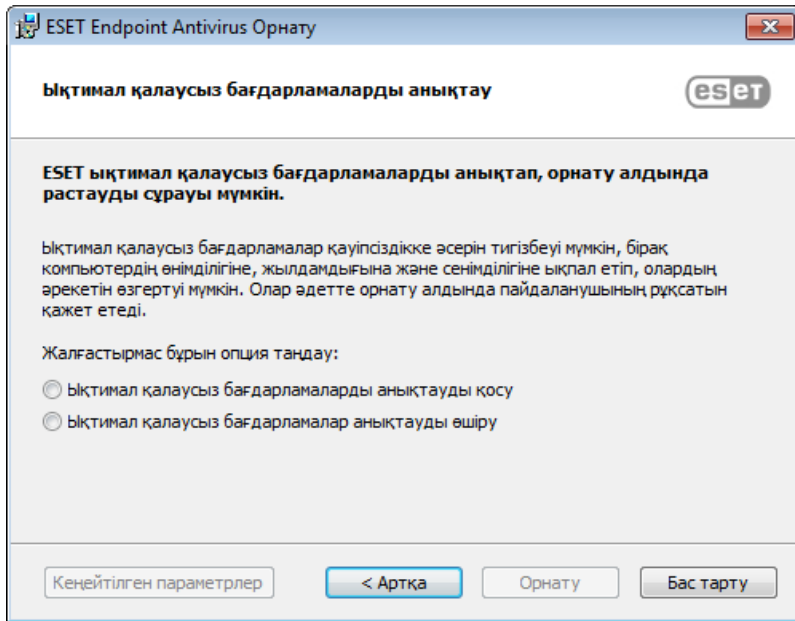 ESET Endpoint Antivirus Орнату
Ықтимал қалаусыз бағдарламаларды анықтау
eseT
ESET ықтимал қалаусыз бағдарламаларды анықтап, орнату алдында
растауды сұрауы мүмкін.
Ықтимал қалаусыз бағдарламалар қауіпсіздікке әсерін тигізбеуі мүмкін, бірақ
компьютердің өнімділігіне, жылдамдығына және сенімділігіне ықпал етіп, олардың
әрекетін өзгертуі мүмкін. Олар әдетте орнату алдында пайдаланушының рұқсатын
қажет етеді.
Жалғастырмас бұрын опция таңдау:
Ықтимал қалаусыз бағдарламаларды анықтауды қосу
Ықтимал қалаусыз бағдарламалар анықтауды өшіру
Кеңейтілген параметрлер
< Артқа
Орнату
Бас тарту